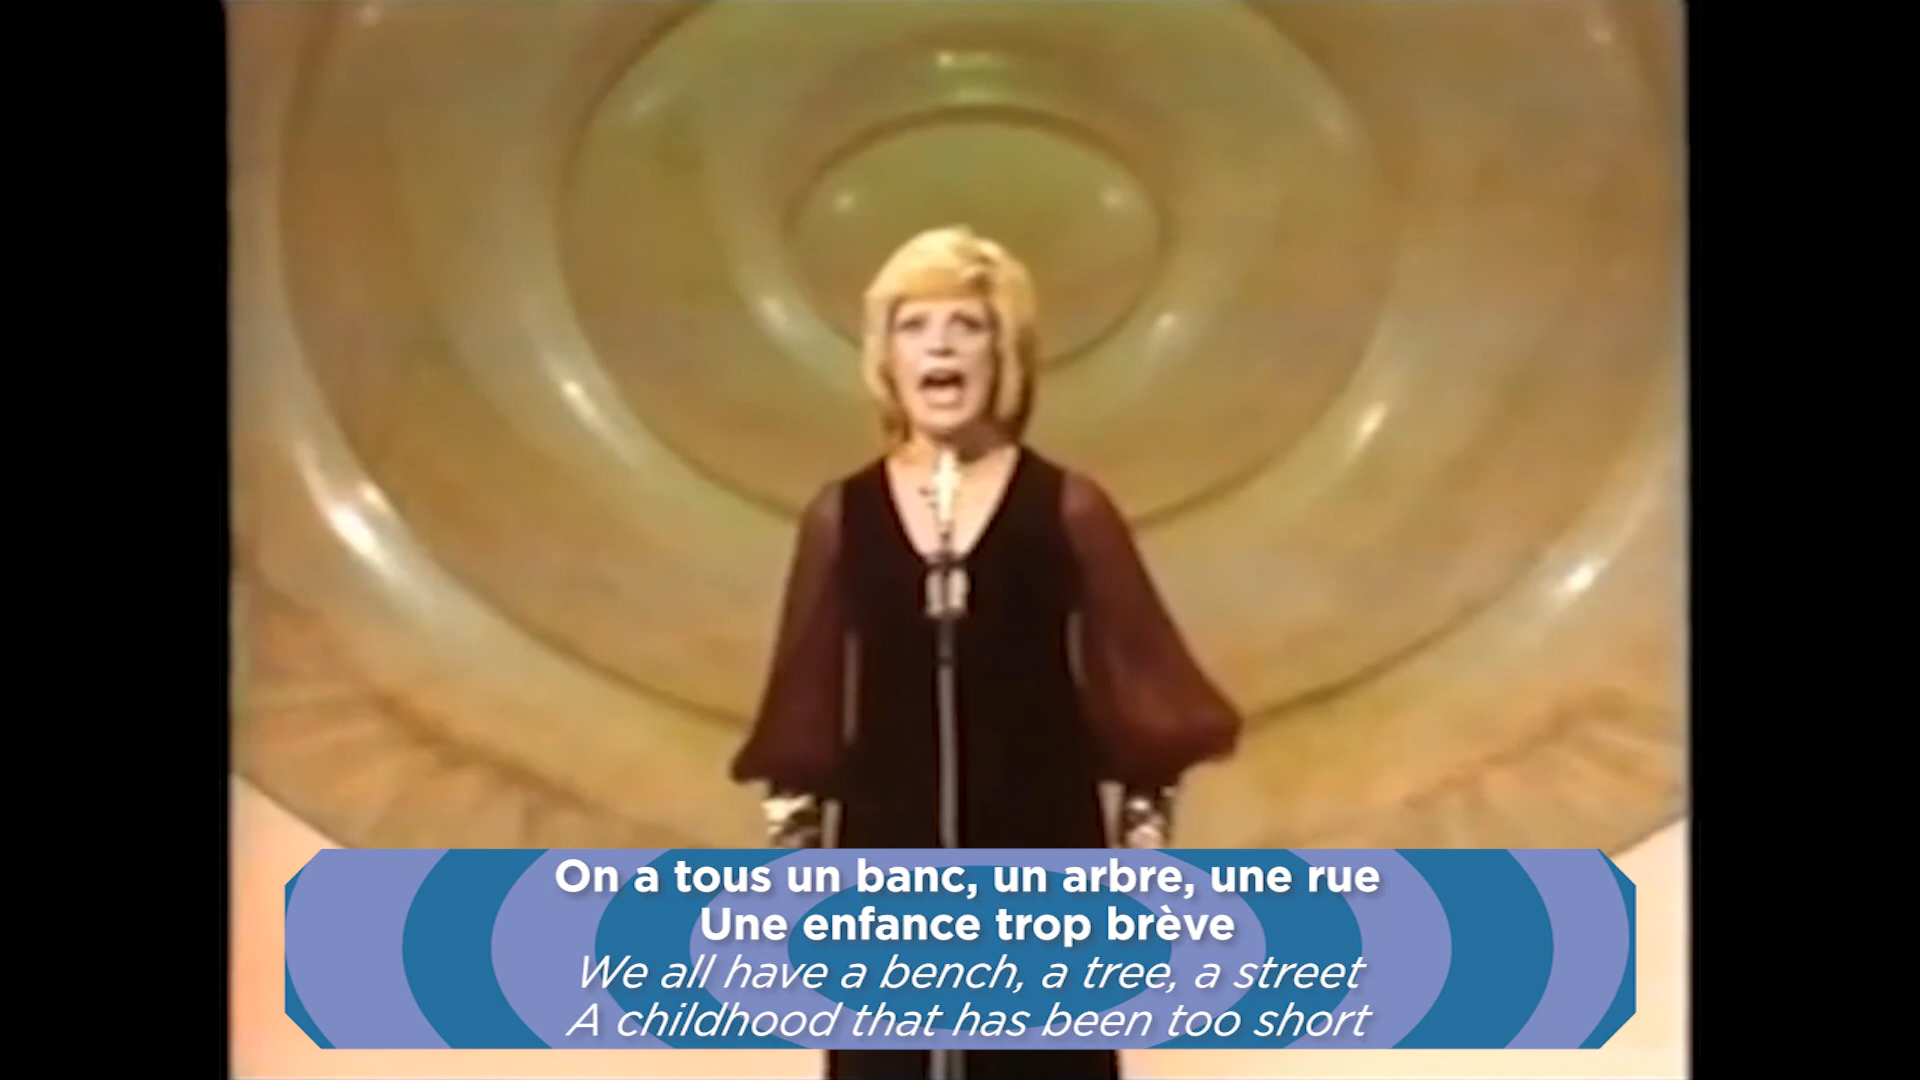 On a tous un banc, un arbre, une rue
Une enfance trop brève
We all have a bench, a tree, a street
A childhood that has been too short